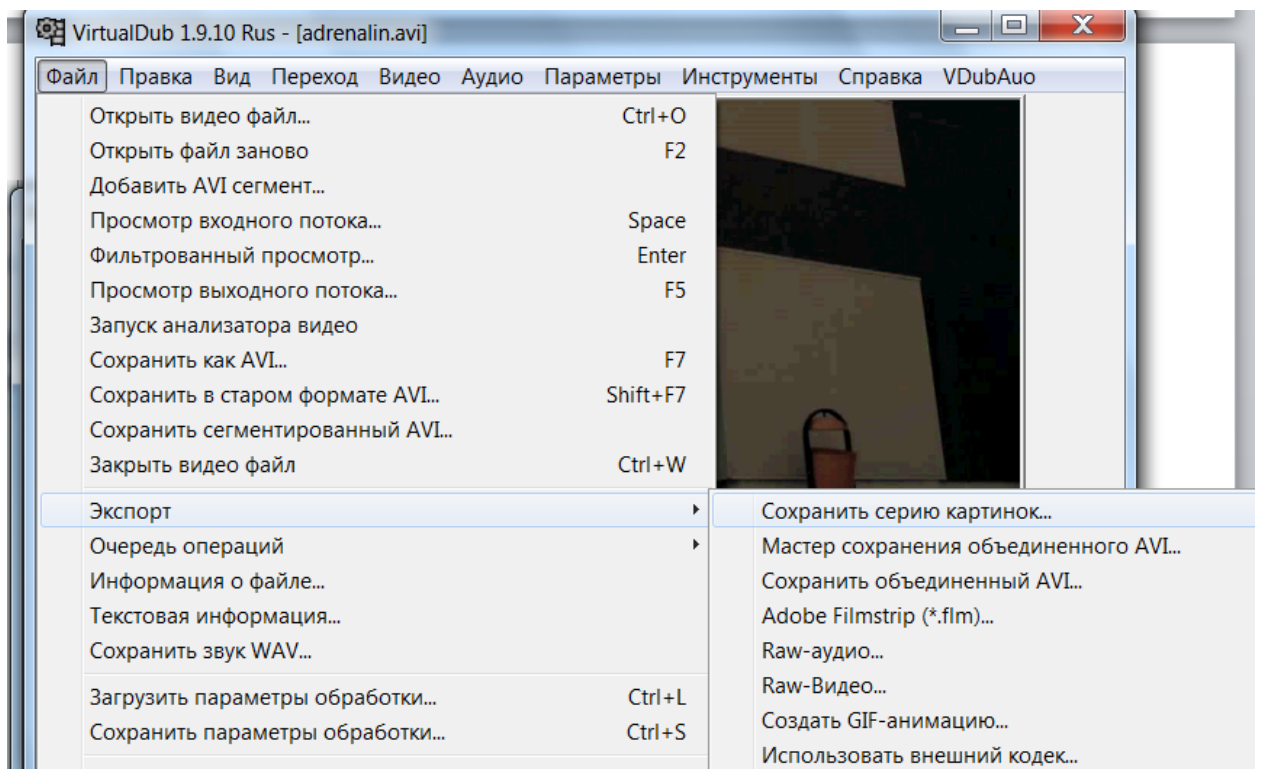 VirtualDub 1.9.10 Rus - [adrenalin.avi]
Файл Правка Вид Переход Видео Аудио Параметры Инструменты Справка VDubAuo
Открыть видео файл... Ctrl+O
Открыть файл заново F2
Добавить AVI сегмент...
Просмотр входного потока... Space
Фильтрованный просмотр... Enter
Просмотр выходного потока... F5
Запуск анализатора видео
Сохранить как AVI... F7
Сохранить в старом формате AVI... Shift+F7
Сохранить сегментированный AVI...
Закрыть видео файл Ctrl+W
Экспорт
Очередь операций
Информация о файле...
Текстовая информация...
Сохранить звук WAV...
Загрузить параметры обработки... Ctrl+L
Сохранить параметры обработки... Ctrl+S
Сохранить серию картинок...
Мастер сохранения объединенного AVI...
Сохранить объединенный AVI...
Adobe Filmstrip (*.flm)...
Raw-аудио...
Raw-Видео...
Создать GIF-анимацию...
Использовать внешний кодек...